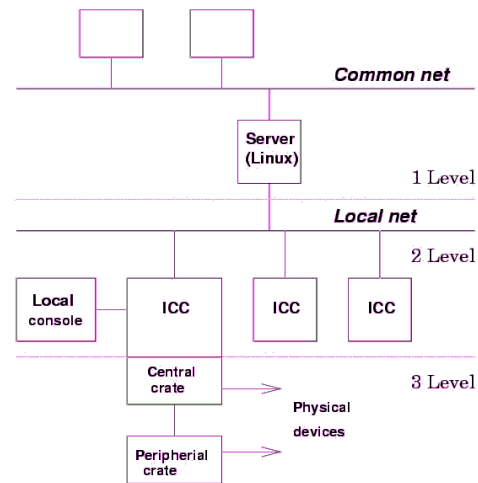 Common net
Server
(Linux)
1 Level
Local net
2 Level
Local
console
ICC
ICC
ICC
Central
crate
3 Level
Physical
devices
Peripherial
crate